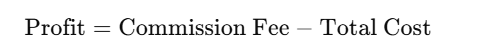 Profit = Commission Fee − Total Cost